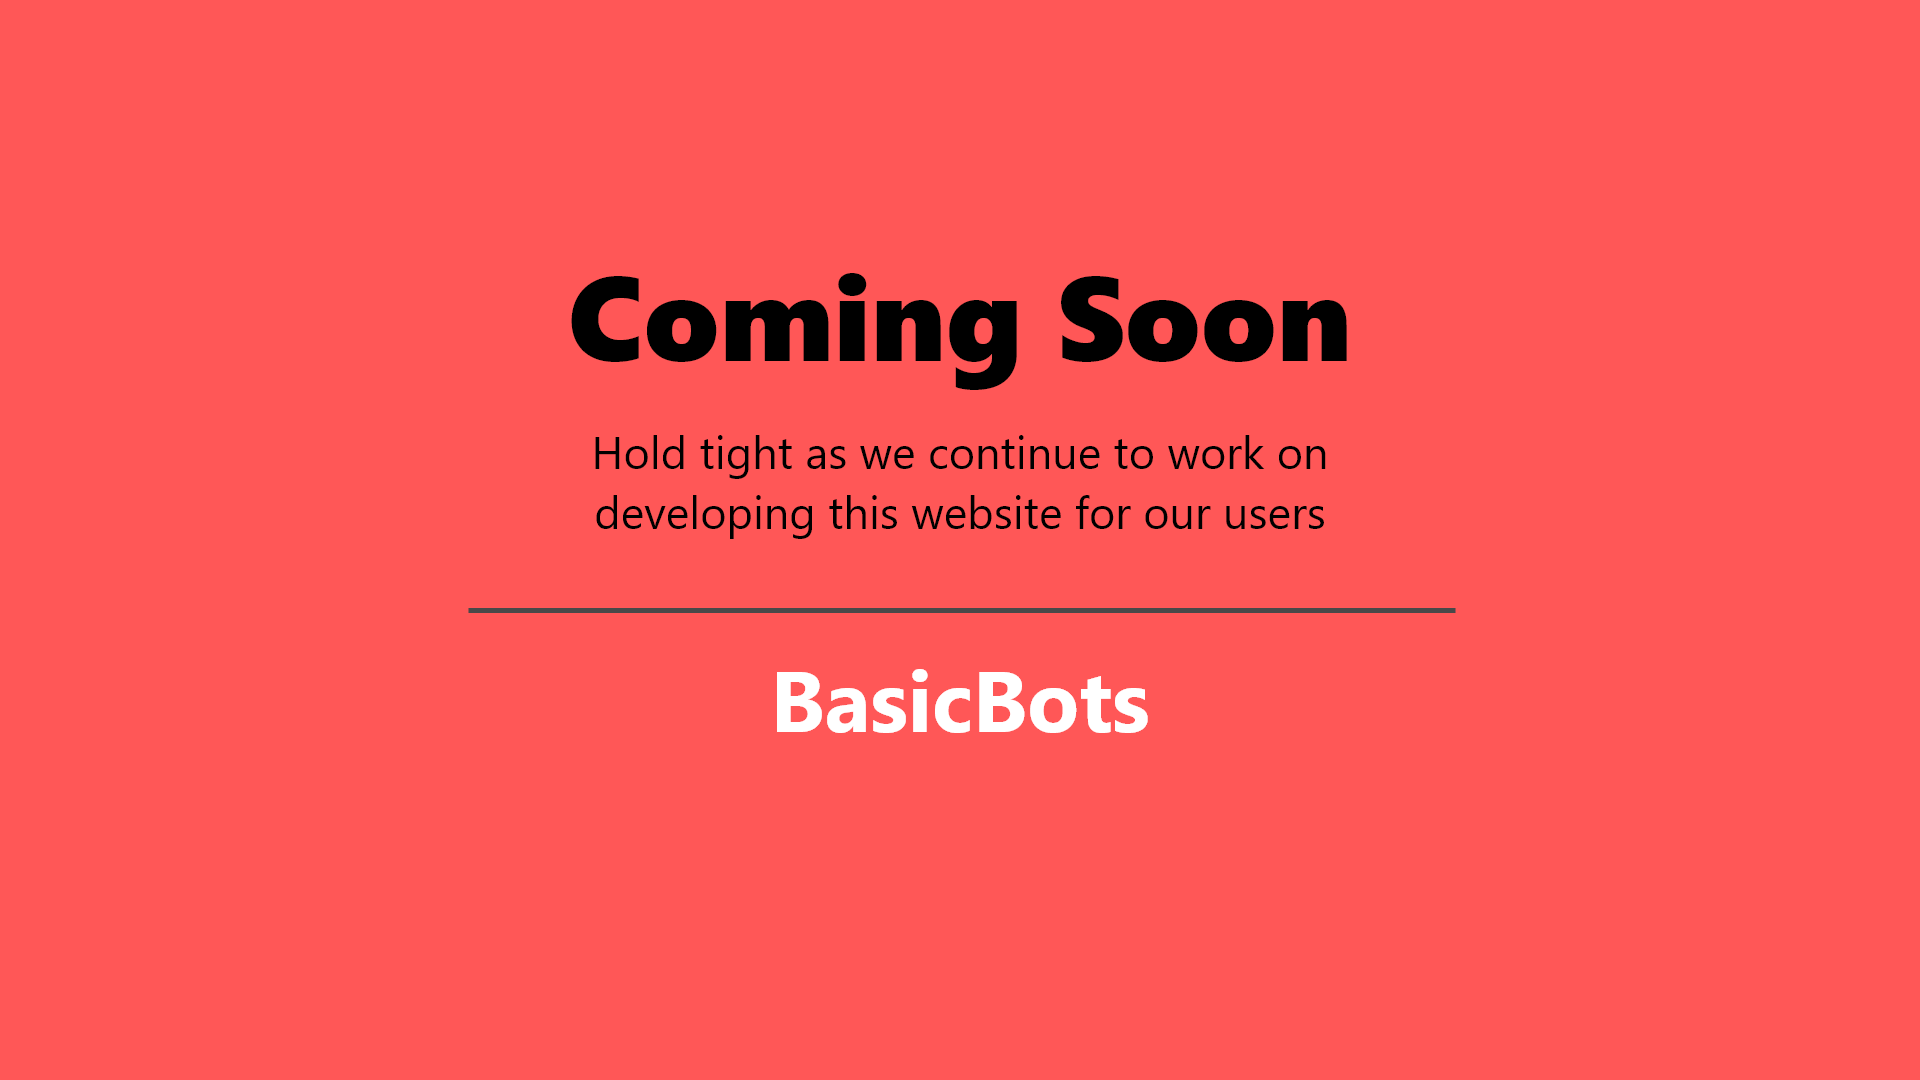 Coming Soon
Hold tight as we continue to work on
developing this website for our users
BasicBots